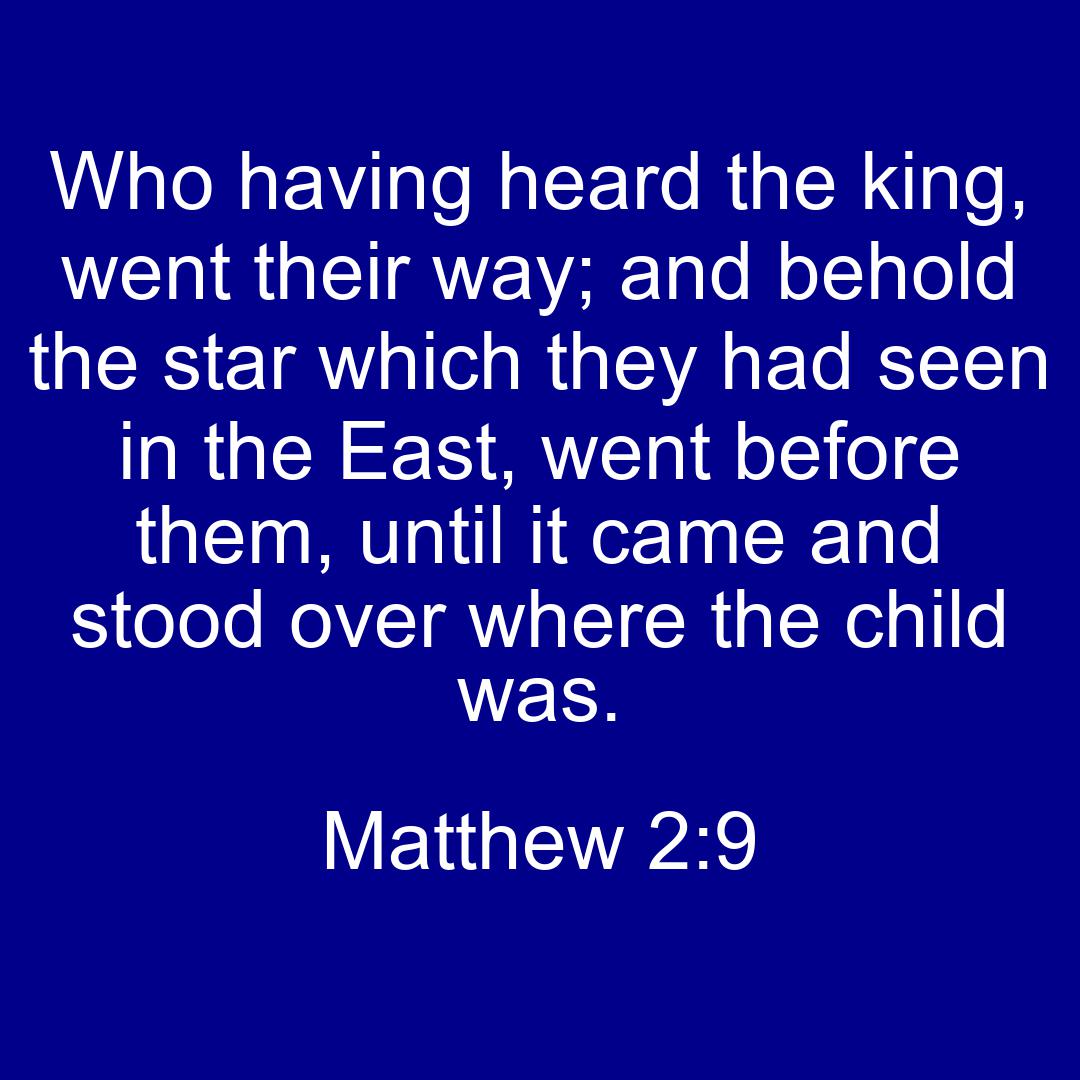 Who having heard the king,
went their way; and behold
the star which they had seen
in the East, went before
them, until it came and
stood over where the child
was.
Matthew 2:9